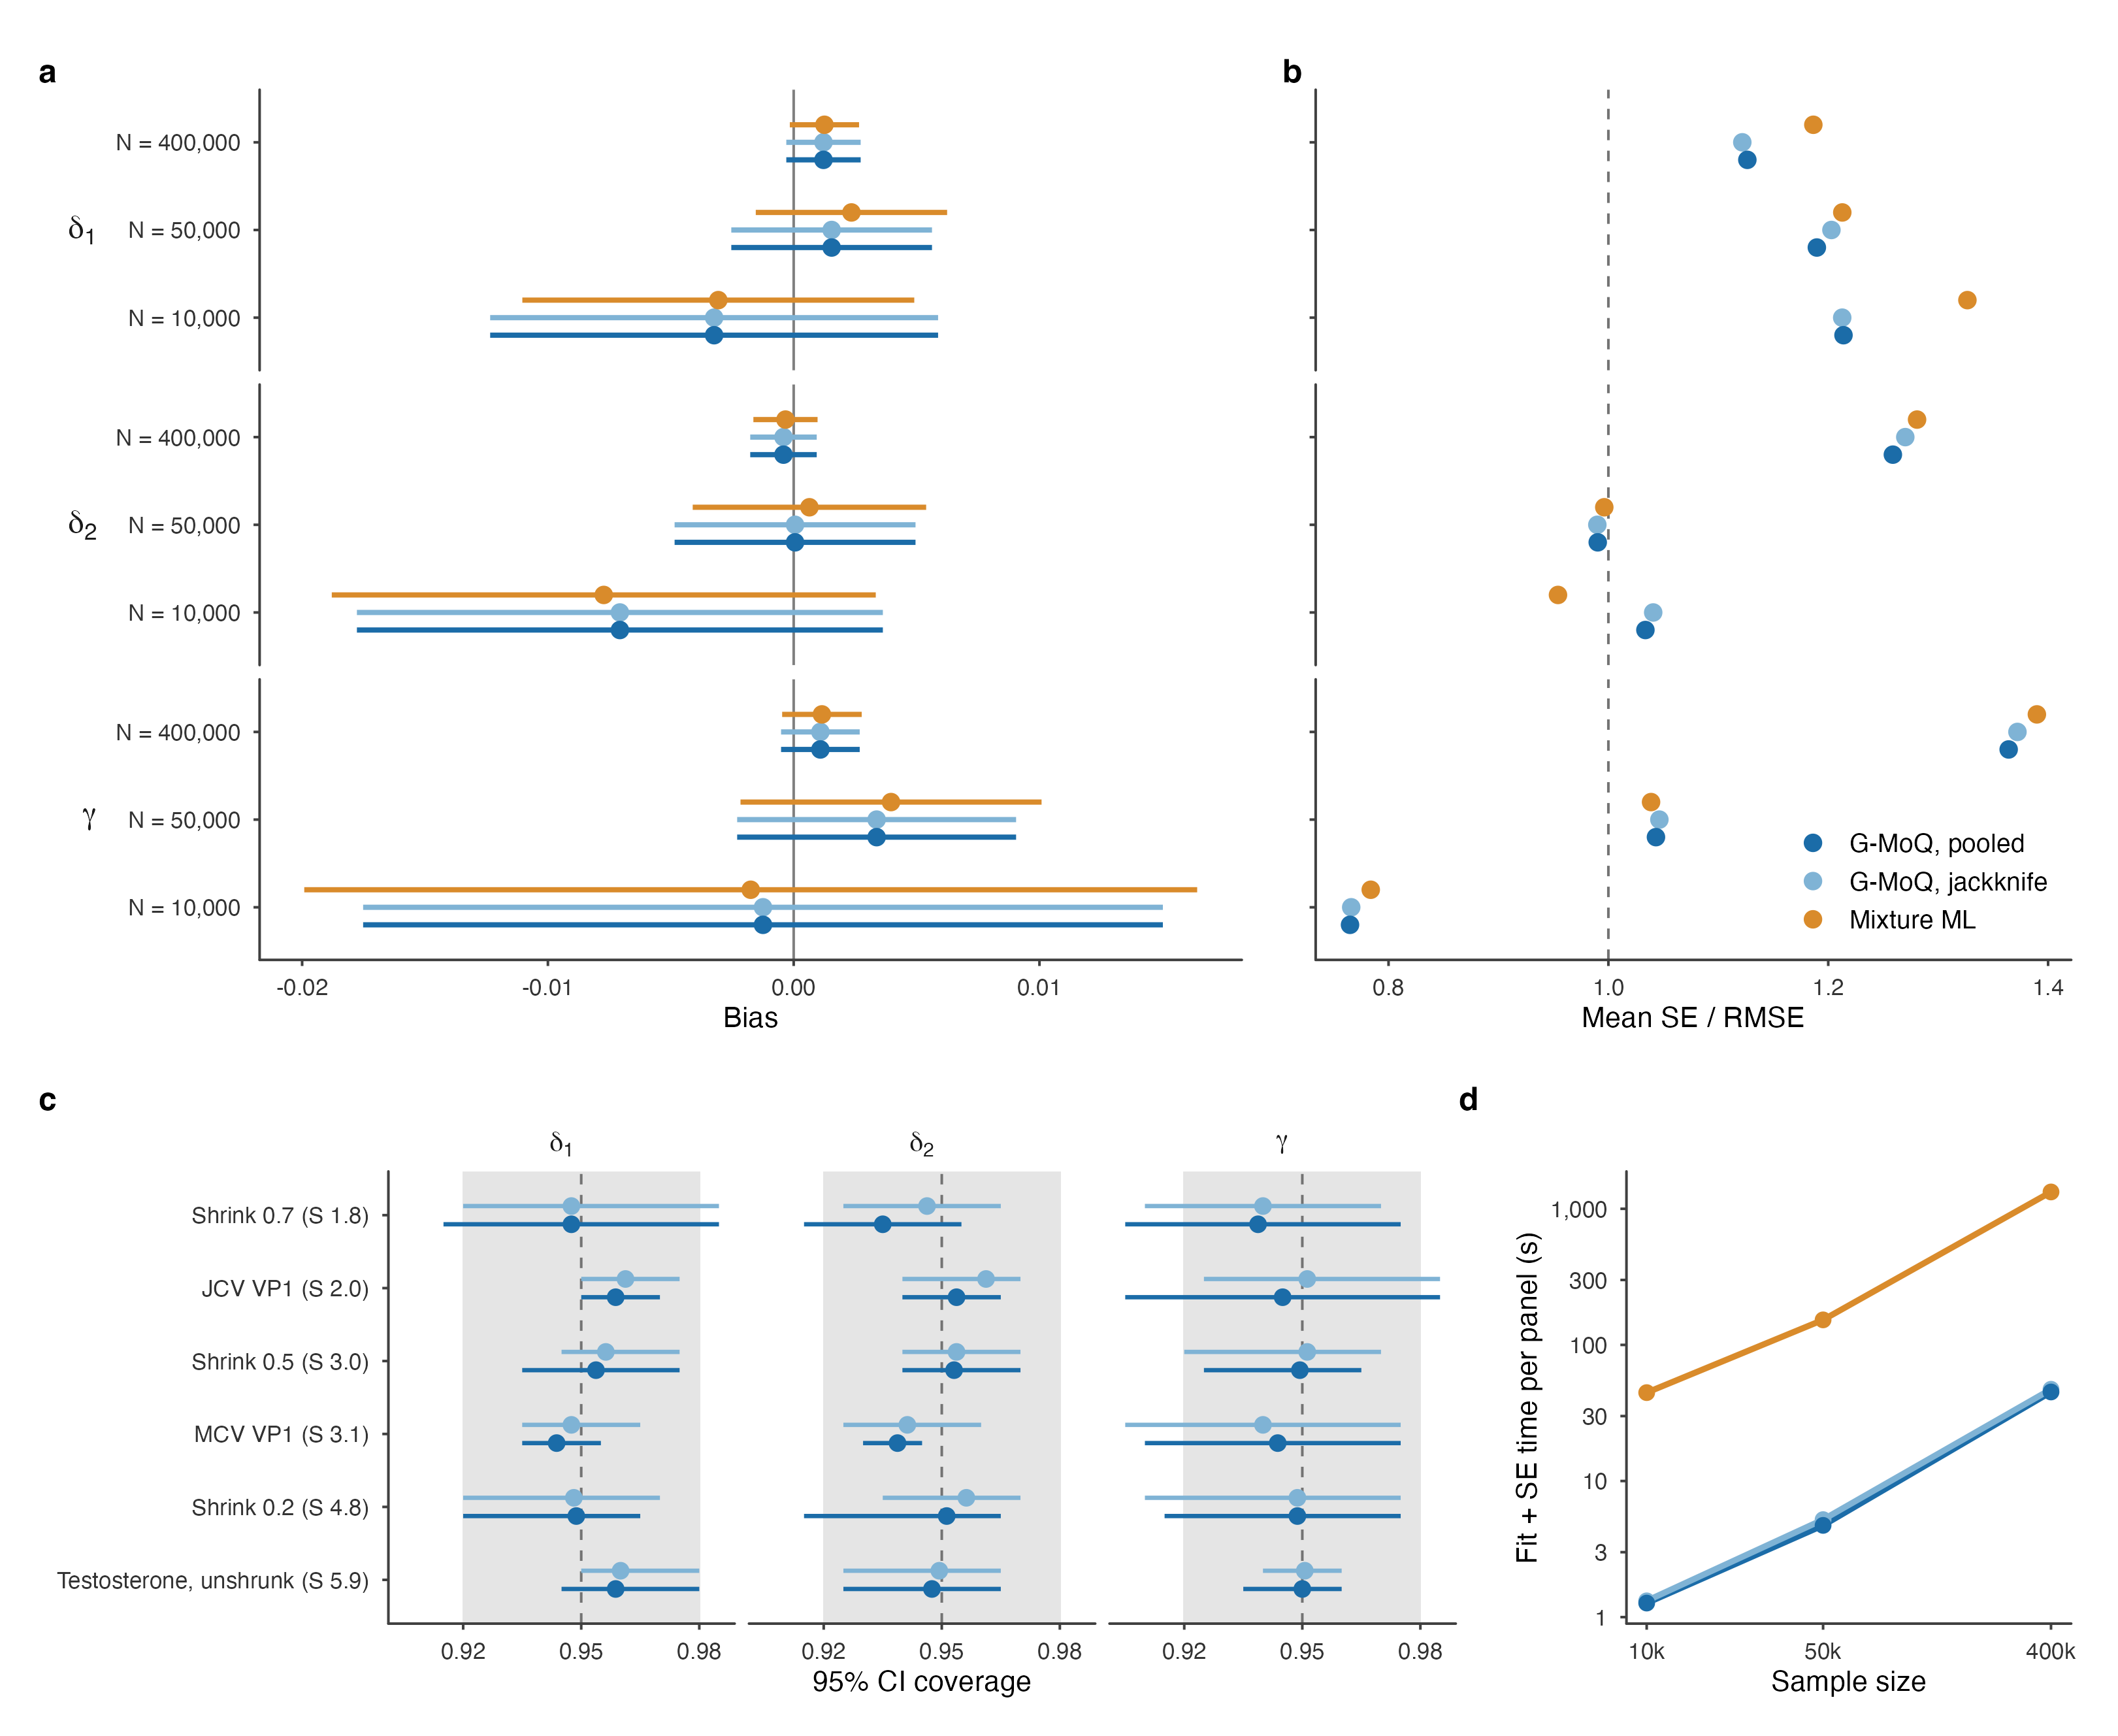 a
N = 400,000
δ1 N = 50,000
N = 10,000
N = 400,000
δ2 N = 50,000
N = 10,000
N = 400,000
γ N = 50,000
N = 10,000
-0.02 -0.01 0.00 0.01
Bias
b
G-MoQ, pooled
G-MoQ, jackknife
Mixture ML
0.8 1.0 1.2 1.4
Mean SE / RMSE
c
δ1 δ2 γ
Shrink 0.7 (S 1.8)
JCV VP1 (S 2.0)
Shrink 0.5 (S 3.0)
MCV VP1 (S 3.1)
Shrink 0.2 (S 4.8)
Testosterone, unshrunk (S 5.9)
0.92 0.95 0.98 0.92 0.95 0.98 0.92 0.95 0.98
95% CI coverage
d
Fit + SE time per panel (s)
1,000
300
100
30
10
3
1
10k 50k 400k
Sample size